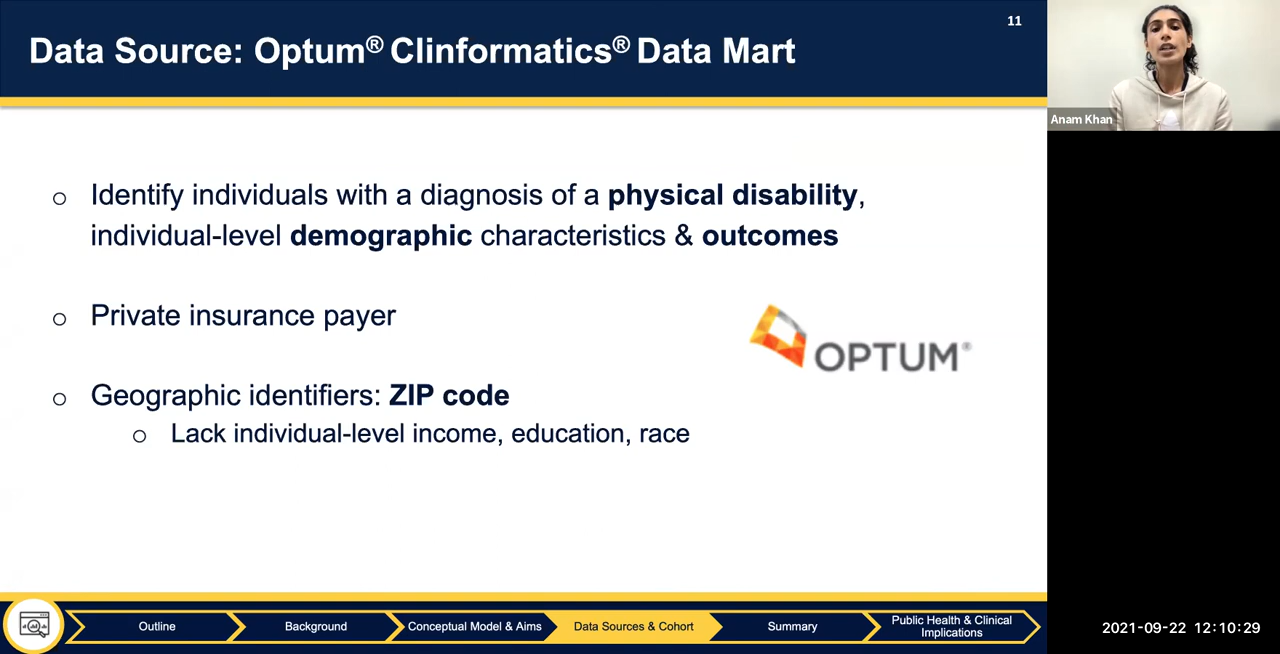 11
Data Source: Optum® Clinformatics® Data Mart
Anam Khan
o Identify individuals with a diagnosis of a physical disability,
individual-level demographic characteristics & outcomes
o Private insurance payer
OPTUM®
o Geographic identifiers: ZIP code
o Lack individual-level income, education, race
Outline
Background
Conceptual Model & Aims
Data Sources & Cohort
Summary
Public Health & Clinical
Implications
2021-09-22 12:10:29